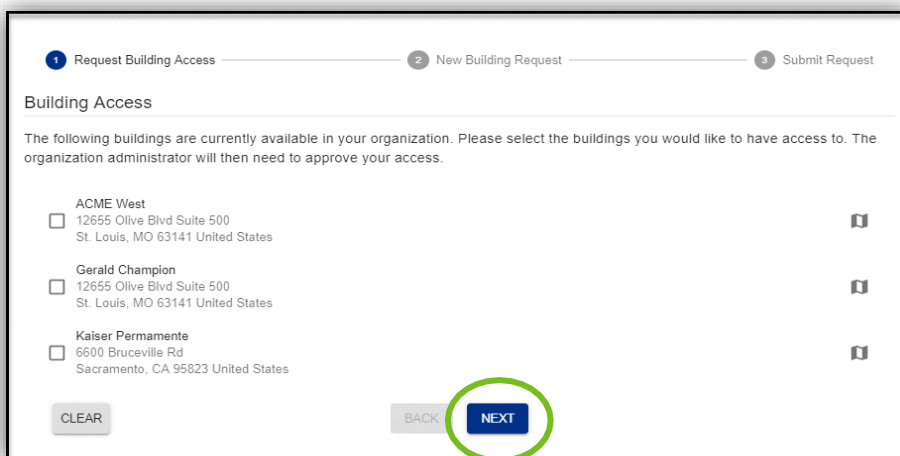 1 Request Building Access 2 New Building Request 3 Submit Request
Building Access
The following buildings are currently available in your organization. Please select the buildings you would like to have access to. The
organization administrator will then need to approve your access.
ACME West
12655 Olive Blvd Suite 500
St. Louis, MO 63141 United States
Gerald Champion
12655 Olive Blvd Suite 500
St. Louis, MO 63141 United States
Kaiser Permamente
6600 Bruceville Rd
Sacramento, CA 95823 United States
CLEAR BACK NEXT